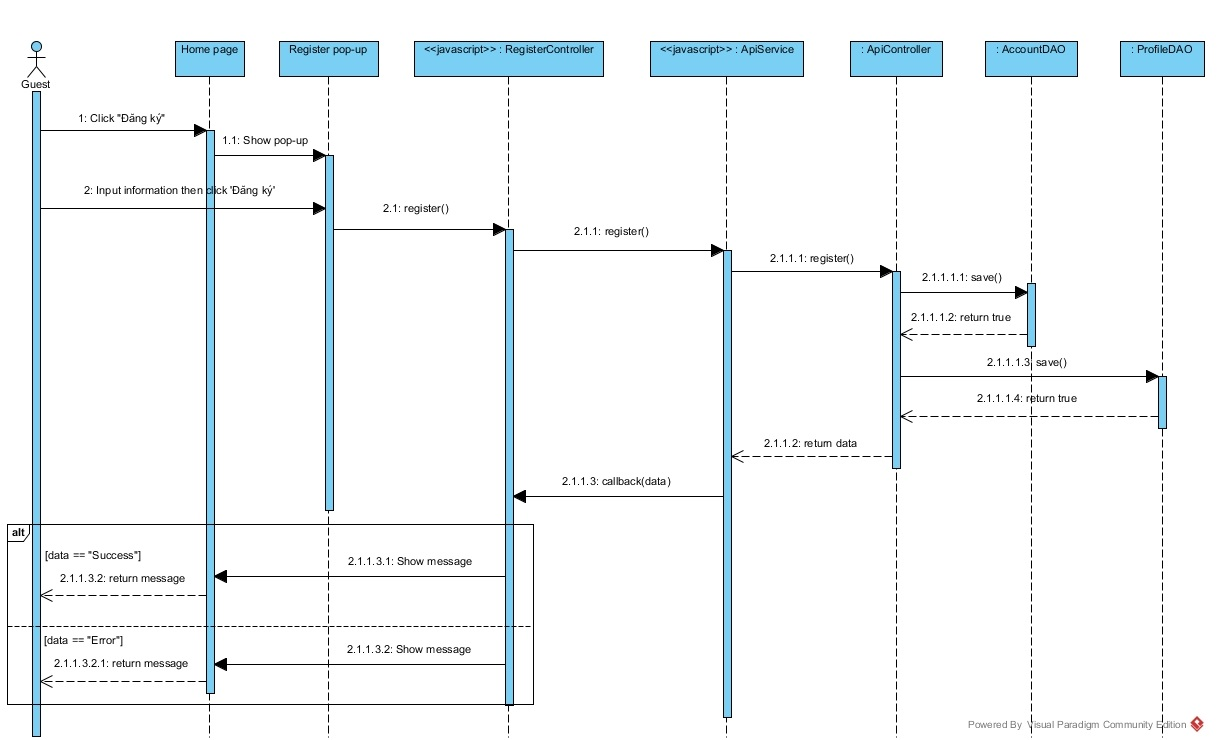 Home page
Register pop-up
<<javascript>> : RegisterController
<<javascript>> : ApiService
: ApiController
: AccountDAO
: ProfileDAO
Guest
1: Click "Đăng ký"
1.1: Show pop-up
2: Input information then click 'Đăng ký'
2.1: register()
2.1.1: register()
2.1.1.1: register()
2.1.1.1.1: save()
2.1.1.1.2: return true
2.1.1.1.3: save()
2.1.1.1.4: return true
2.1.1.2: return data
2.1.1.3: callback(data)
alt
[data == "Success"]
2.1.1.3.1: Show message
2.1.1.3.2: return message
[data == "Error"]
2.1.1.3.2: Show message
2.1.1.3.2.1: return message
Powered By Visual Paradigm Community Edition